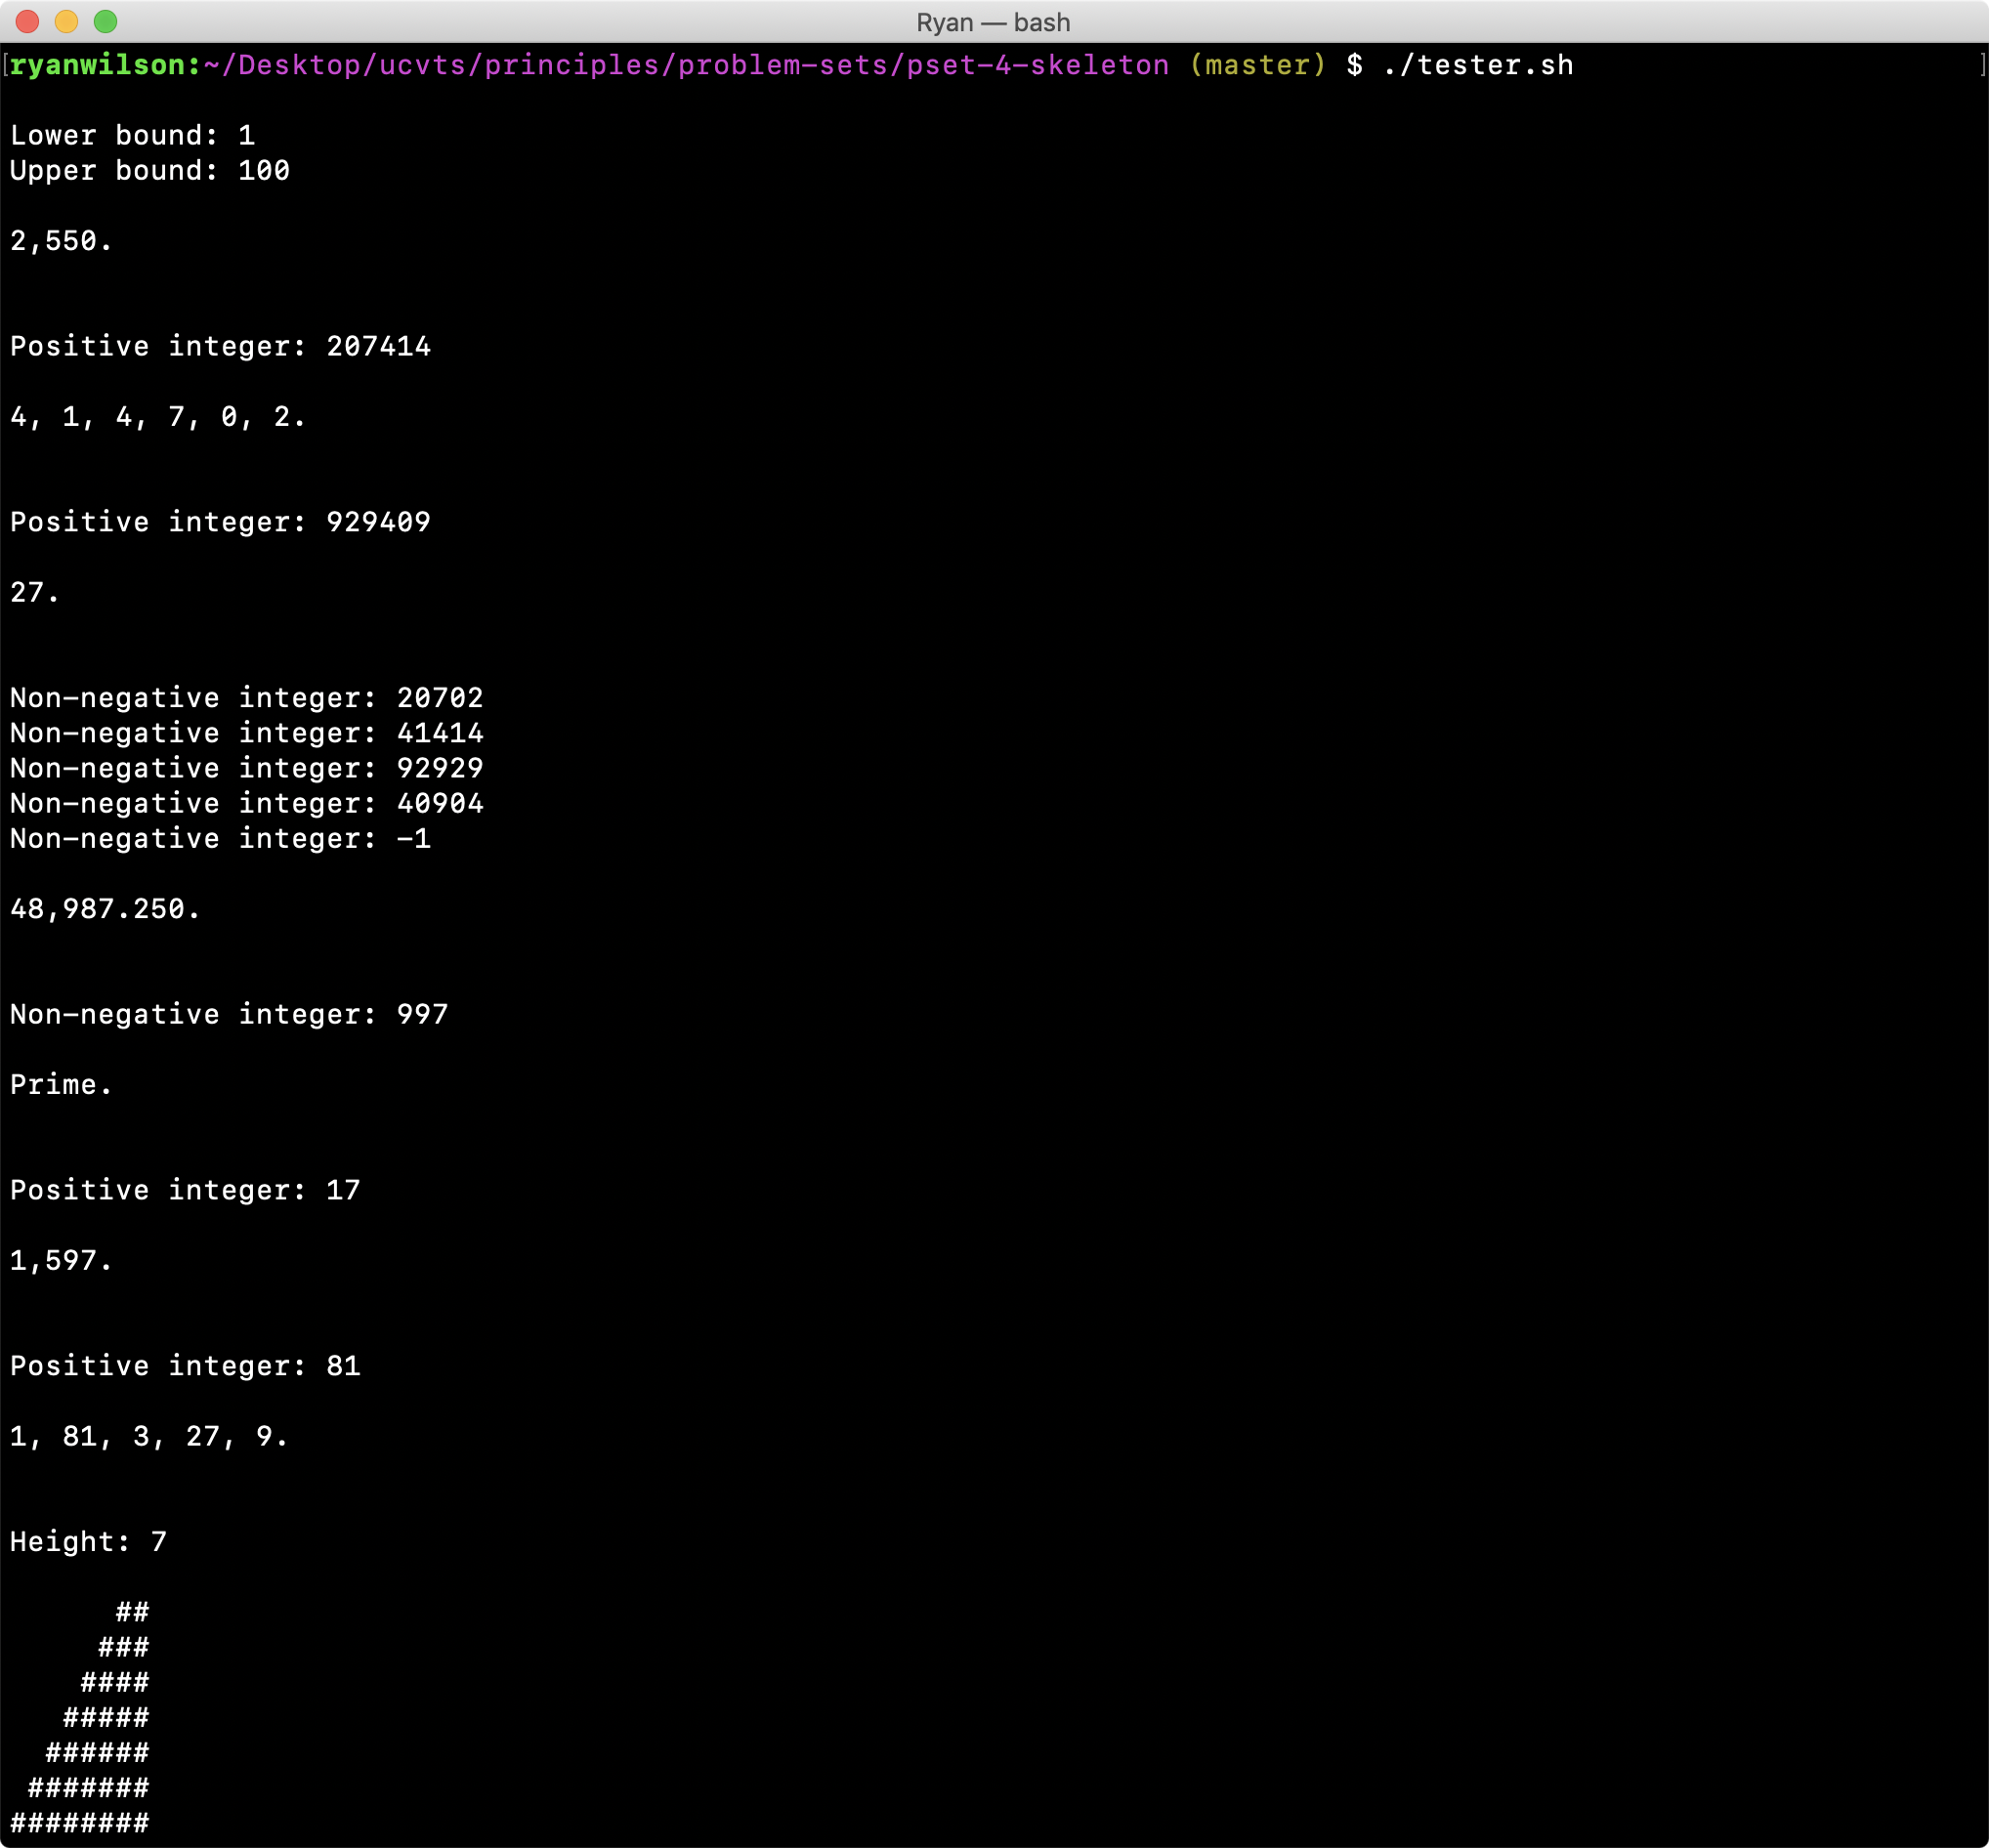 Ryan — bash
[ryanwilson:~/Desktop/ucvts/principles/problem-sets/pset-4-skeleton (master) $ ./tester.sh ]
Lower bound: 1
Upper bound: 100
2,550.
Positive integer: 207414
4, 1, 4, 7, 0, 2.
Positive integer: 929409
27.
Non-negative integer: 20702
Non-negative integer: 41414
Non-negative integer: 92929
Non-negative integer: 40904
Non-negative integer: -1
48,987.250.
Non-negative integer: 997
Prime.
Positive integer: 17
1,597.
Positive integer: 81
1, 81, 3, 27, 9.
Height: 7
      ##
     ###
    ####
   #####
  ######
 #######
########